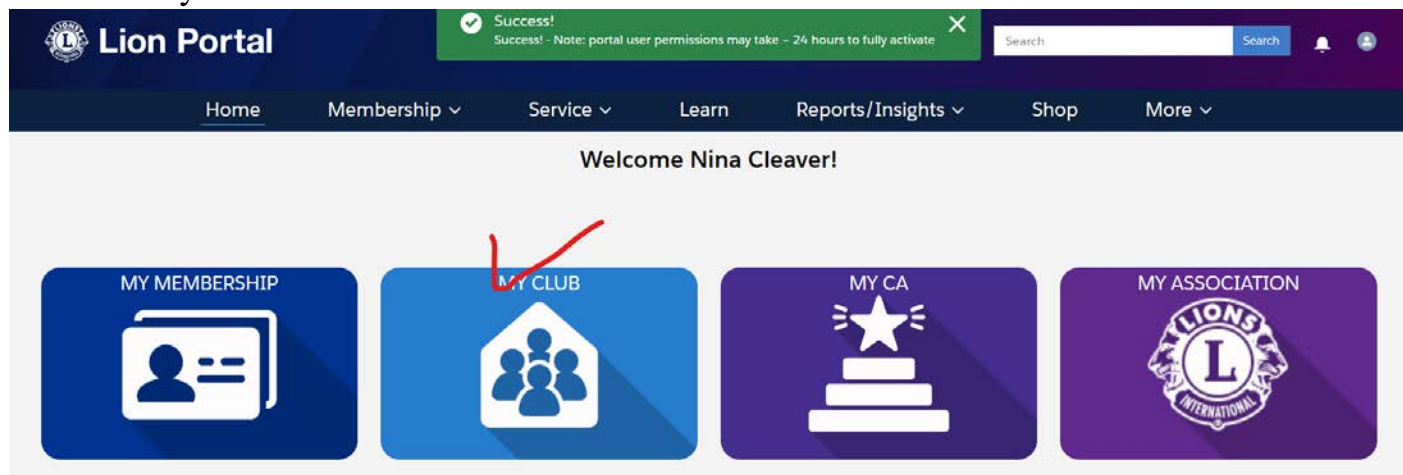 Lion Portal
Success!
Success! - Note: portal user permissions may take – 24 hours to fully activate
Search
Search
Home Membership Service Learn Reports/Insights Shop More
Welcome Nina Cleaver!
MY MEMBERSHIP
MY CLUB
MY CA
MY ASSOCIATION
LIONS
L
INTERNATIONAL